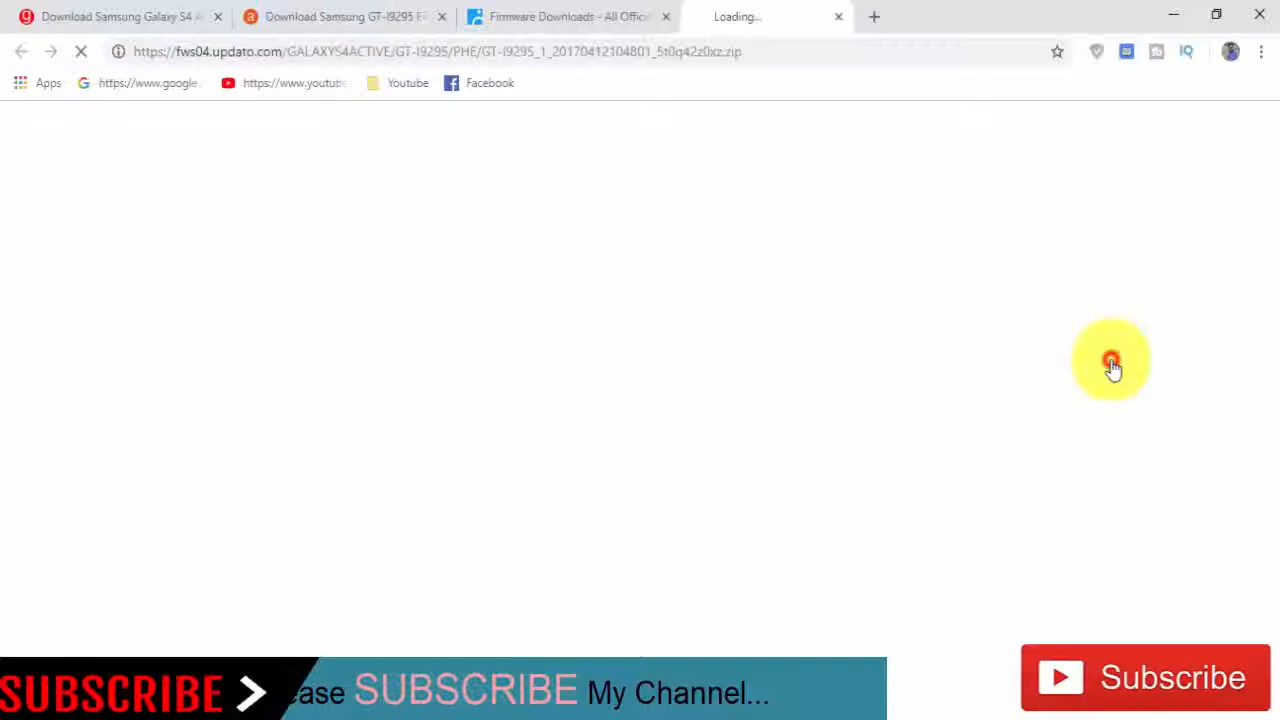 Download Samsung Galaxy S4 A
Download Samsung GT-I9295 E
Firmware Downloads – All Offici
Loading...
https://fws04.updato.com/GALAXYS4ACTIVE/GT-I9295/PHE/GT-I9295_1_20170412104801_5t0q42z0xz.zip
Apps
https://www.google.
https://www.youtube
Youtube
Facebook
SUBSCRIBE
ease SUBSCRIBE My Channel...
Subscribe